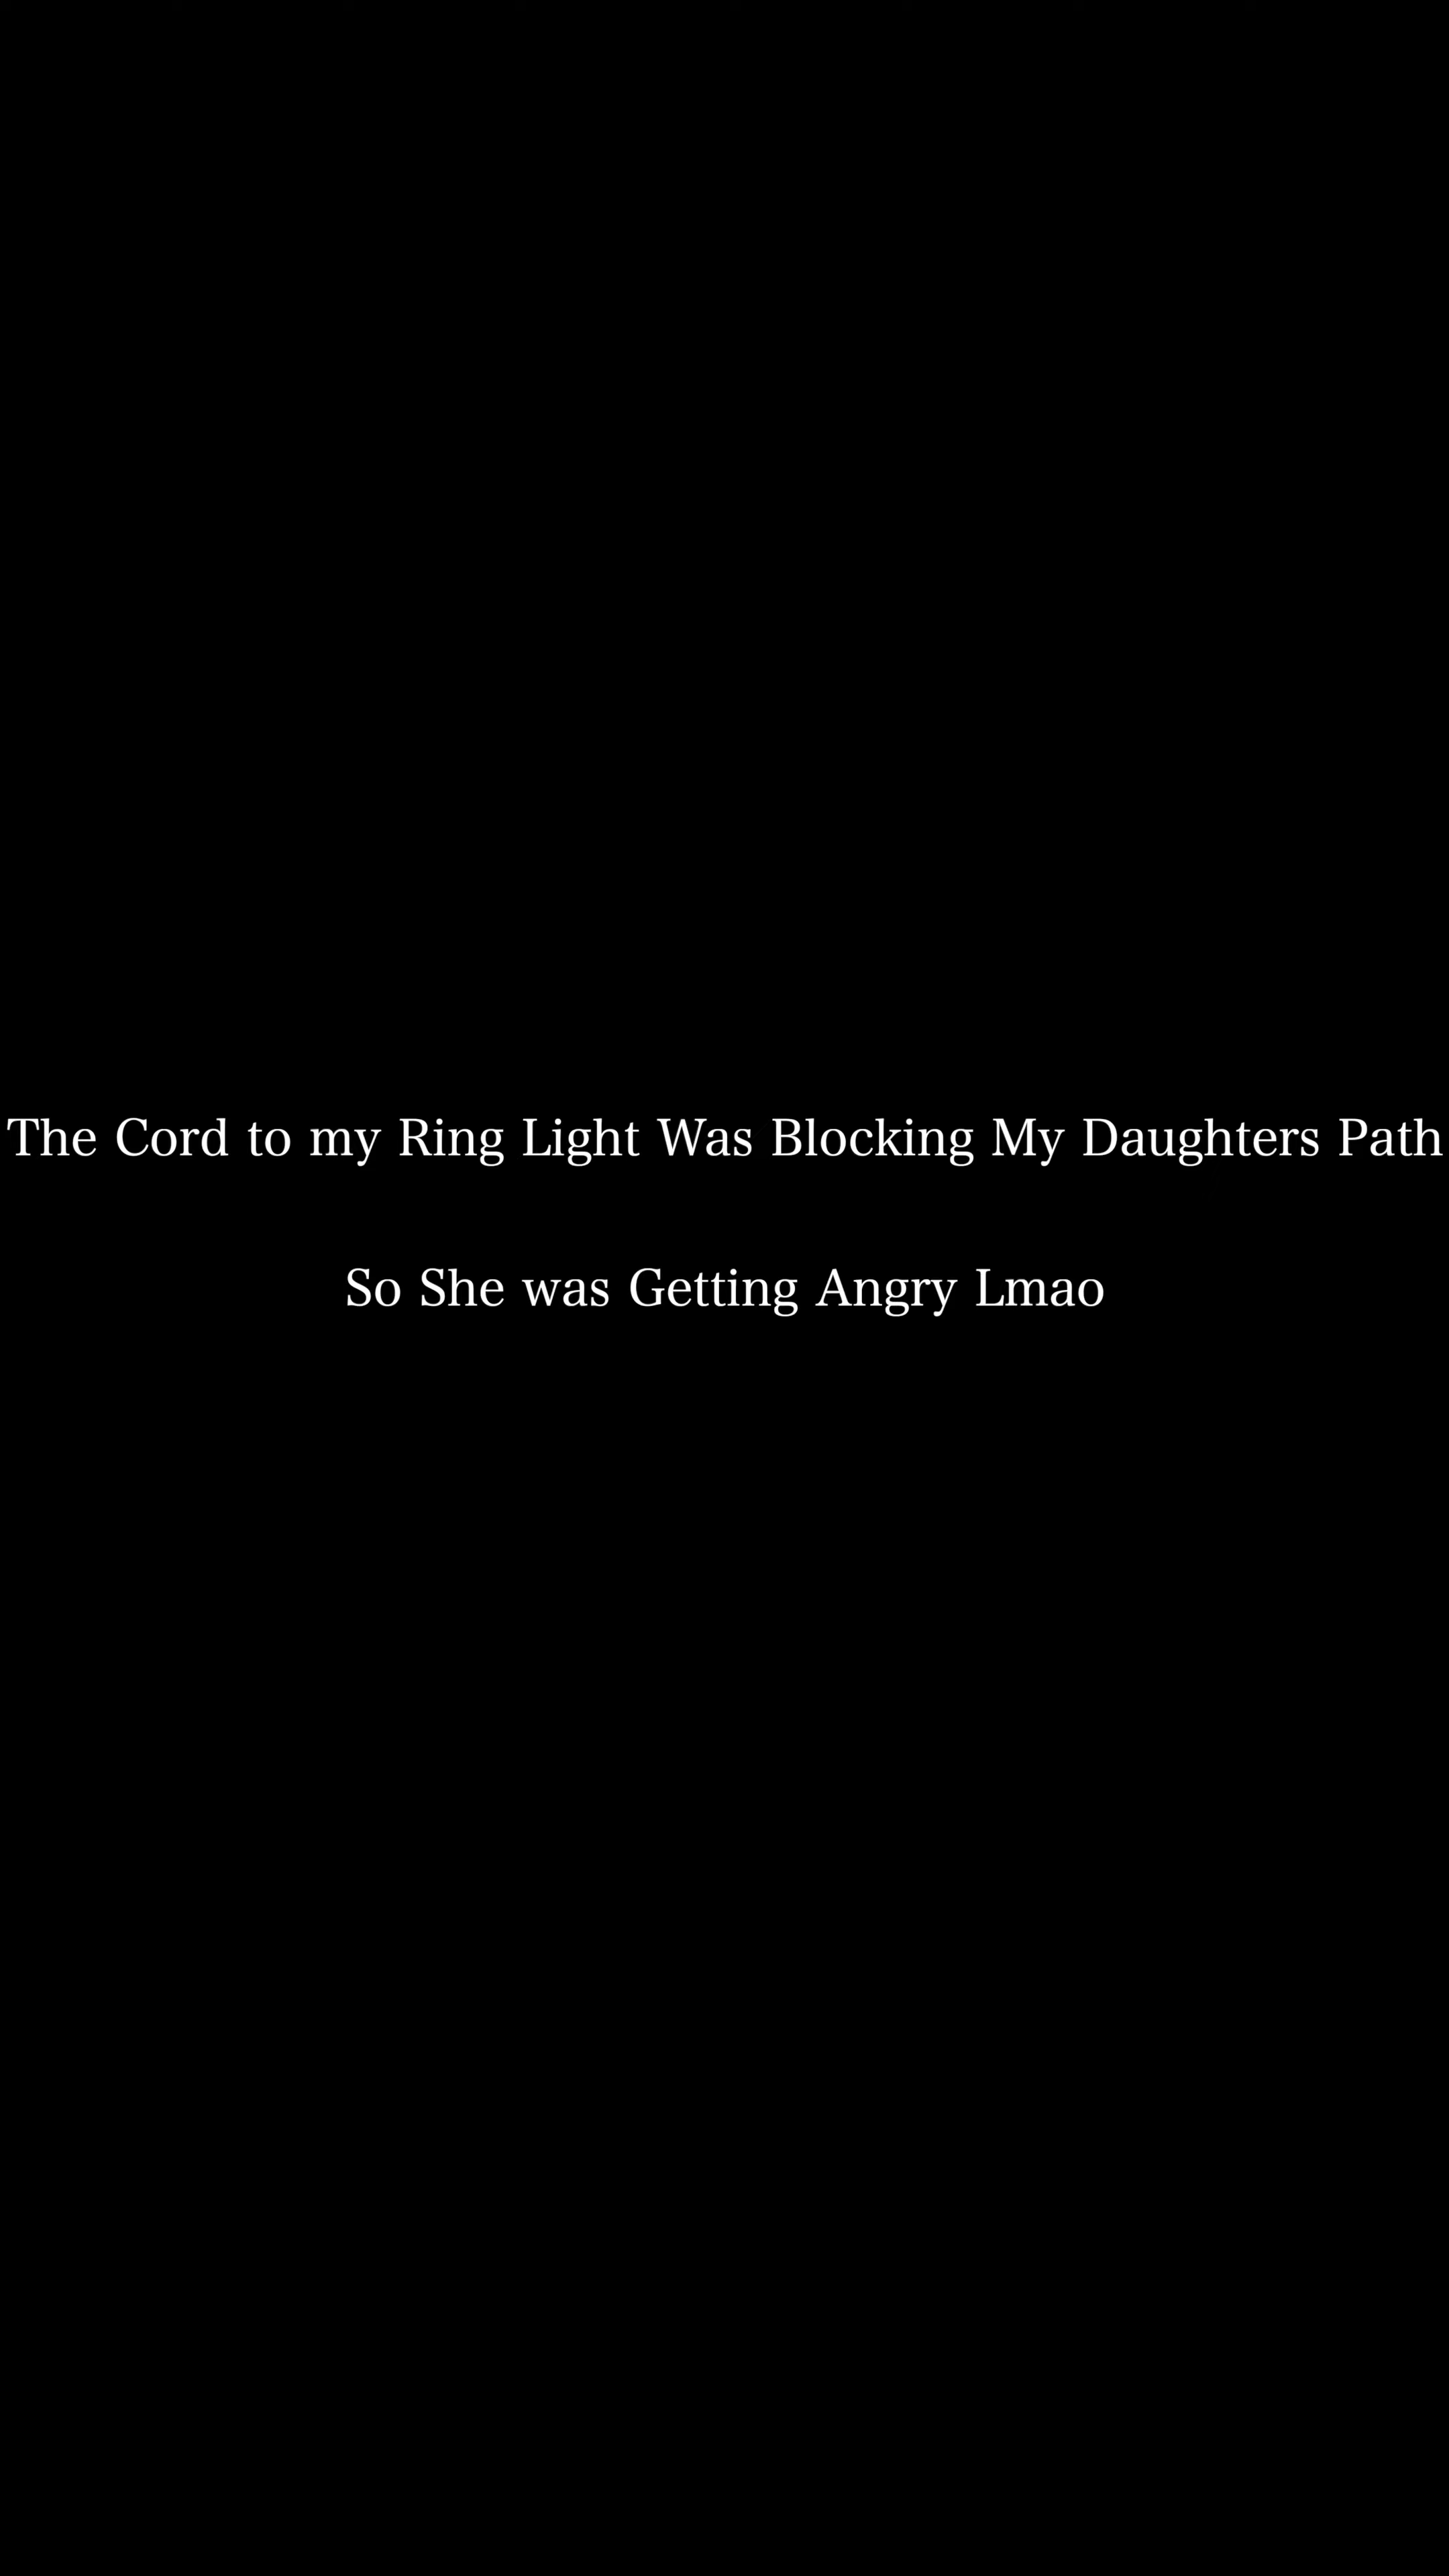 The Cord to my Ring Light Was Blocking My Daughters Path
So She was Getting Angry Lmao